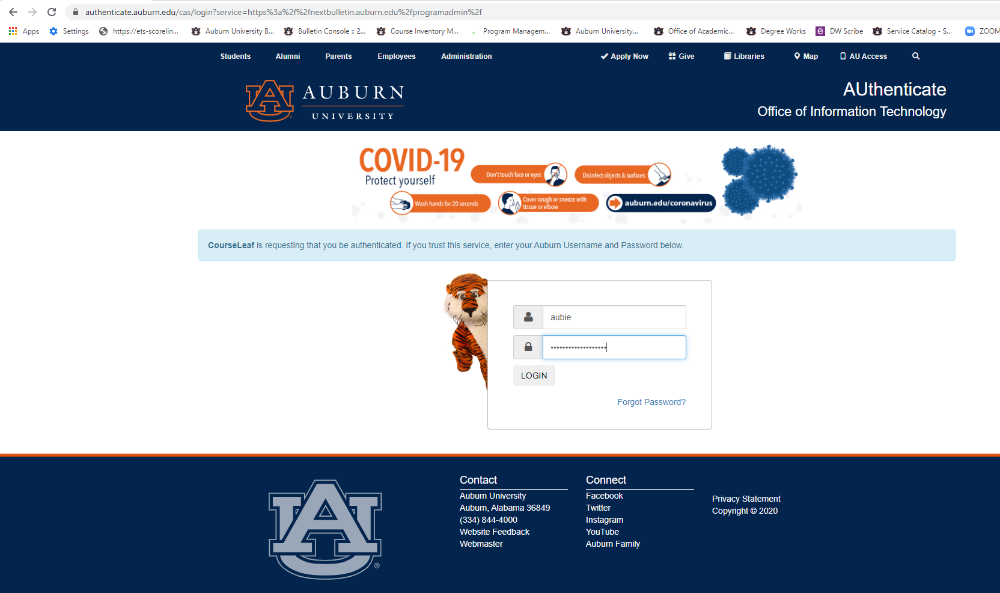 authenticate.auburn.edu/cas/login?service=https%3a%2f%2fnextbulletin.auburn.edu%2fprogramadmin%2f
Apps Settings https://ets-scorelin... Auburn University B... Bulletin Console :: 2... Course Inventory M... Program Managem... Auburn University... Office of Academic... Degree Works DW Scribe Service Catalog - S... ZOOM
Students Alumni Parents Employees Administration Apply Now Give Libraries Map AU Access
AUBURN
UNIVERSITY
AUthenticate
Office of Information Technology
COVID-19
Protect yourself
Don't touch face or eyes
Disinfect objects & surfaces
Wash hands for 20 seconds
Cover cough or sneeze with
tissue or elbow
auburn.edu/coronavirus
CourseLeaf is requesting that you be authenticated. If you trust this service, enter your Auburn Username and Password below.
aubie
•••••••••••••••••••
LOGIN
Forgot Password?
Contact
Auburn University
Auburn, Alabama 36849
(334) 844-4000
Website Feedback
Webmaster
Connect
Facebook
Twitter
Instagram
YouTube
Auburn Family
Privacy Statement
Copyright © 2020
AU
®